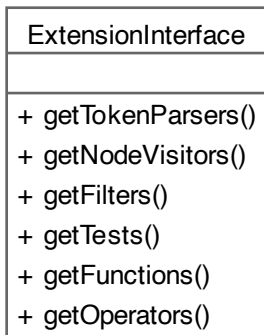 ExtensionInterface
+ getTokenParsers()
+ getNodeVisitors()
+ getFilters()
+ getTests()
+ getFunctions()
+ getOperators()